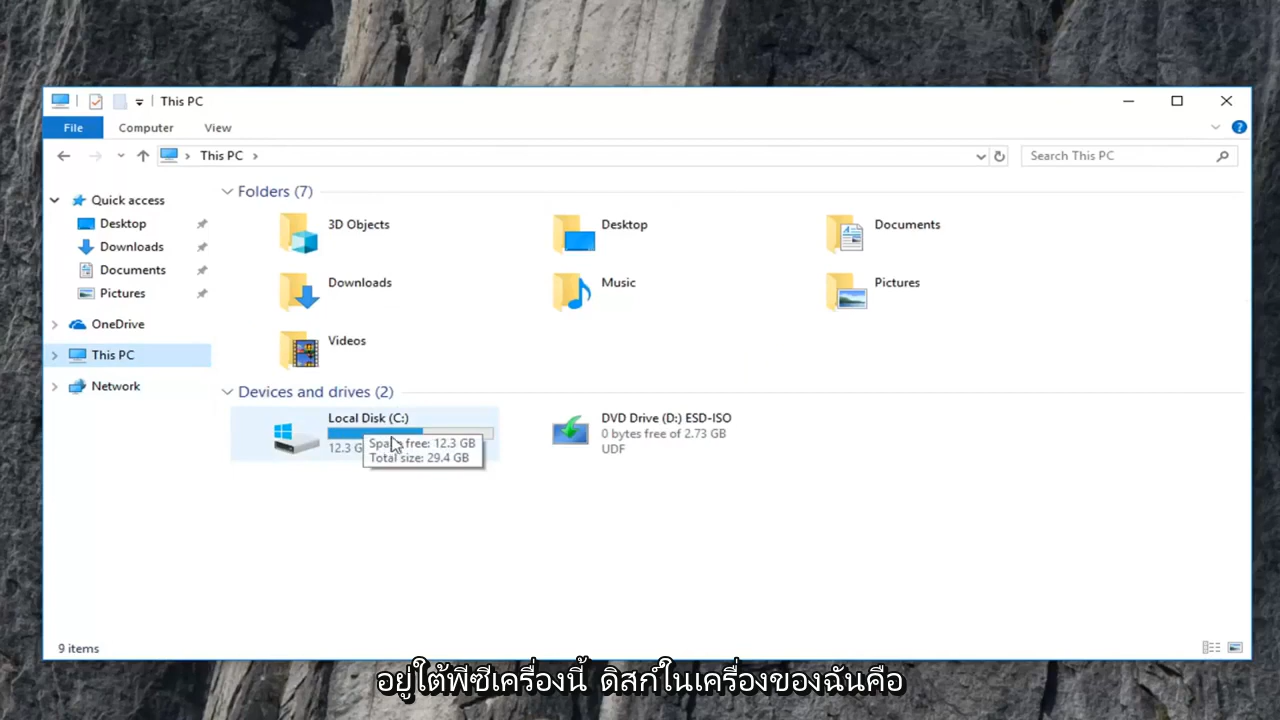 This PC
File
Computer
View
This PC
Search This PC
Quick access
Desktop
Downloads
Documents
Pictures
OneDrive
This PC
Network
Folders (7)
3D Objects
Desktop
Documents
Downloads
Music
Pictures
Videos
Devices and drives (2)
Local Disk (C:)
12.3 G
Space free: 12.3 GB
Total size: 29.4 GB
DVD Drive (D:) ESD-ISO
0 bytes free of 2.73 GB
UDF
9 items
อยู่ใต้พีซีเครื่องนี้ ดิสก์ในเครื่องของฉันคือ